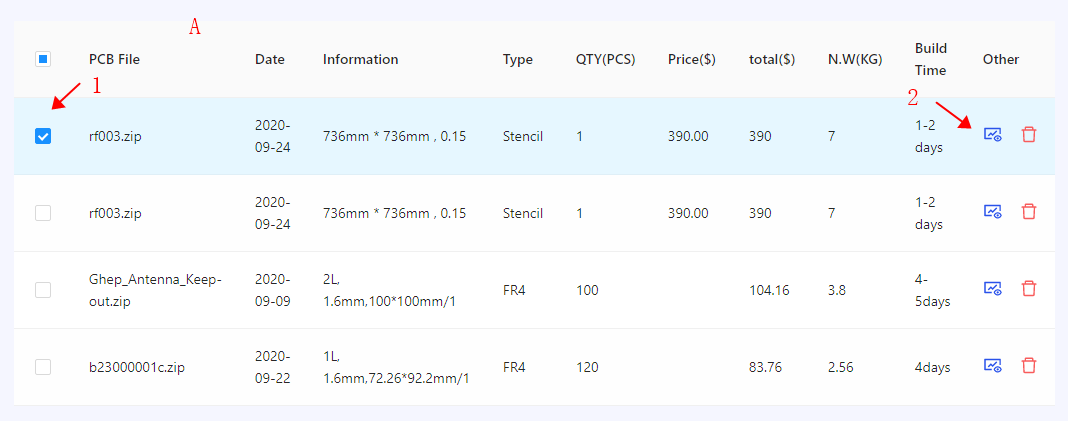 A
PCB File Date Information Type QTY(PCS) Price($) total($) N.W(KG) Build Time Other
1
2
rf003.zip 2020-09-24 736mm * 736mm , 0.15 Stencil 1 390.00 390 7 1-2 days
rf003.zip 2020-09-24 736mm * 736mm , 0.15 Stencil 1 390.00 390 7 1-2 days
Ghep_Antenna_Keep-out.zip 2020-09-09 2L, 1.6mm,100*100mm/1 FR4 100 104.16 3.8 4-5days
b23000001c.zip 2020-09-22 1L, 1.6mm,72.26*92.2mm/1 FR4 120 83.76 2.56 4days